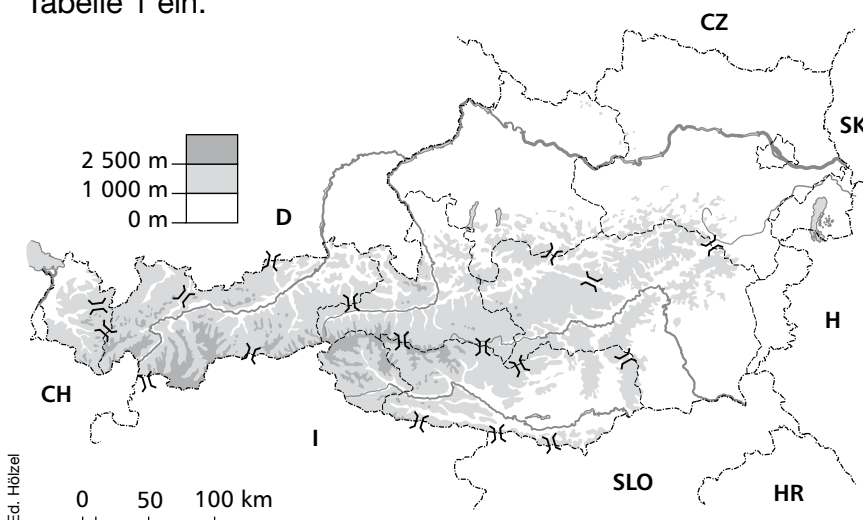 Tabelle 1 ein.
CZ
SK
2 500 m
1 000 m
0 m
D
H
CH
I
SLO
HR
Ed. Hölzel
0 50 100 km